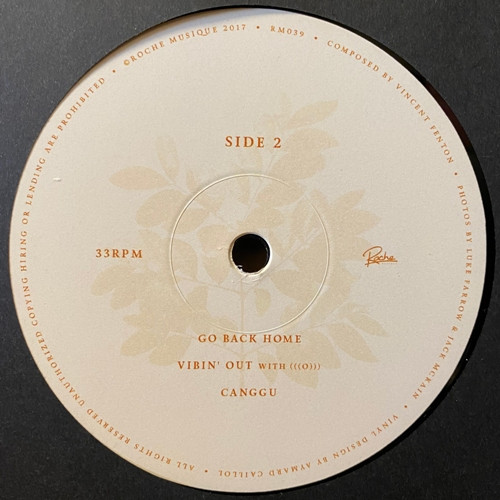 ©ROCHE MUSIQUE 2017 • RM039 • COMPOSED BY VINCENT FENTON • PHOTOS BY LUKE FARROW & JACK MCKAIN • VINYL DESIGN BY AYMARD CAILLOL • ALL RIGHTS RESERVED UNAUTHORIZED COPYING HIRING OR LENDING ARE PROHIBITED •
SIDE 2
33RPM
Roche
GO BACK HOME
VIBIN' OUT WITH (((O)))
CANGGU